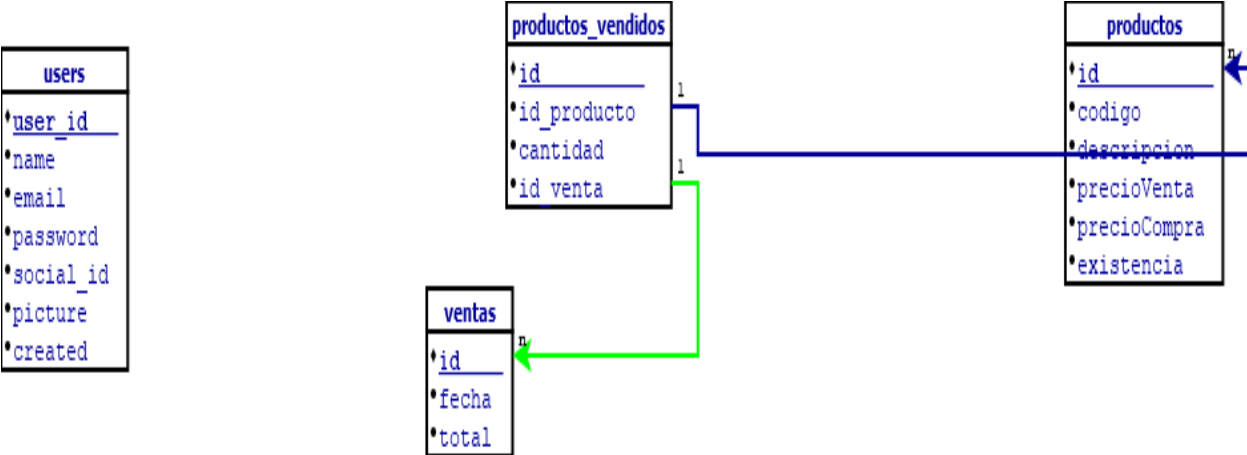 users
user_id
name
email
password
social_id
picture
created
productos_vendidos
id
id_producto
cantidad
id_venta
1
1
ventas
id
fecha
total
n
productos
id
codigo
descripcion
precioVenta
precioCompra
existencia
n